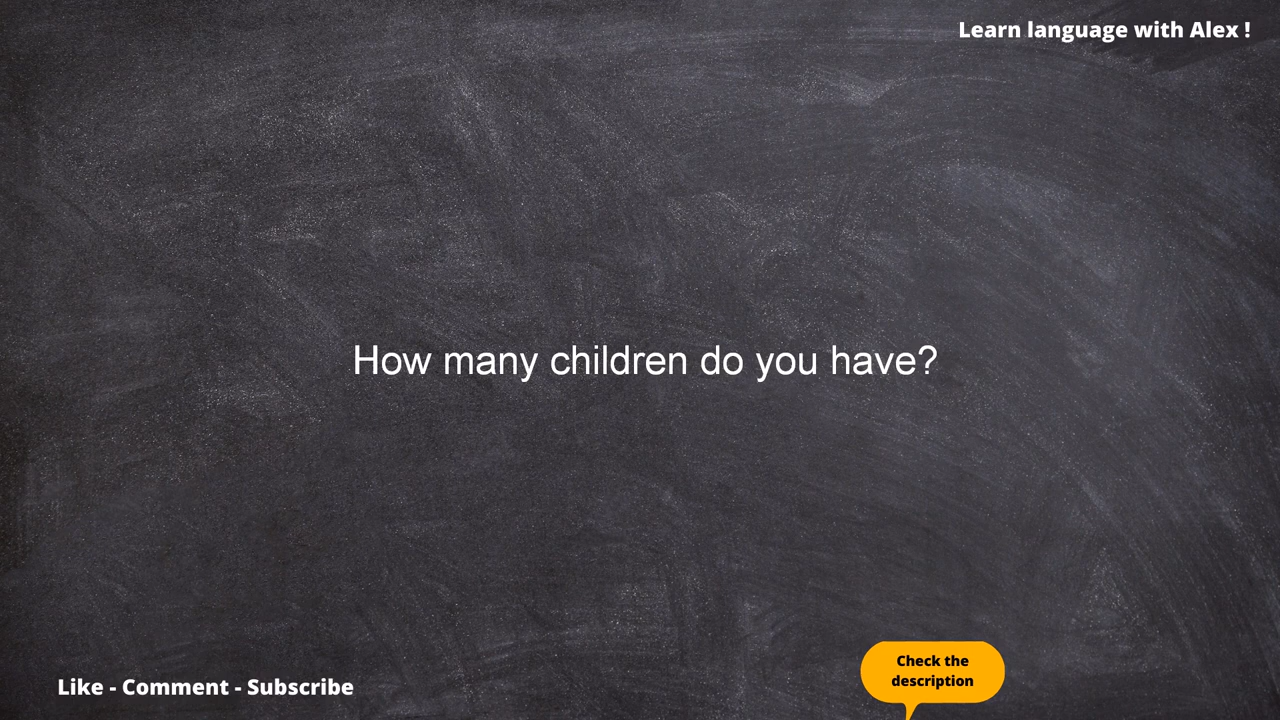 Learn language with Alex !
How many children do you have?
Check the
description
Like - Comment - Subscribe